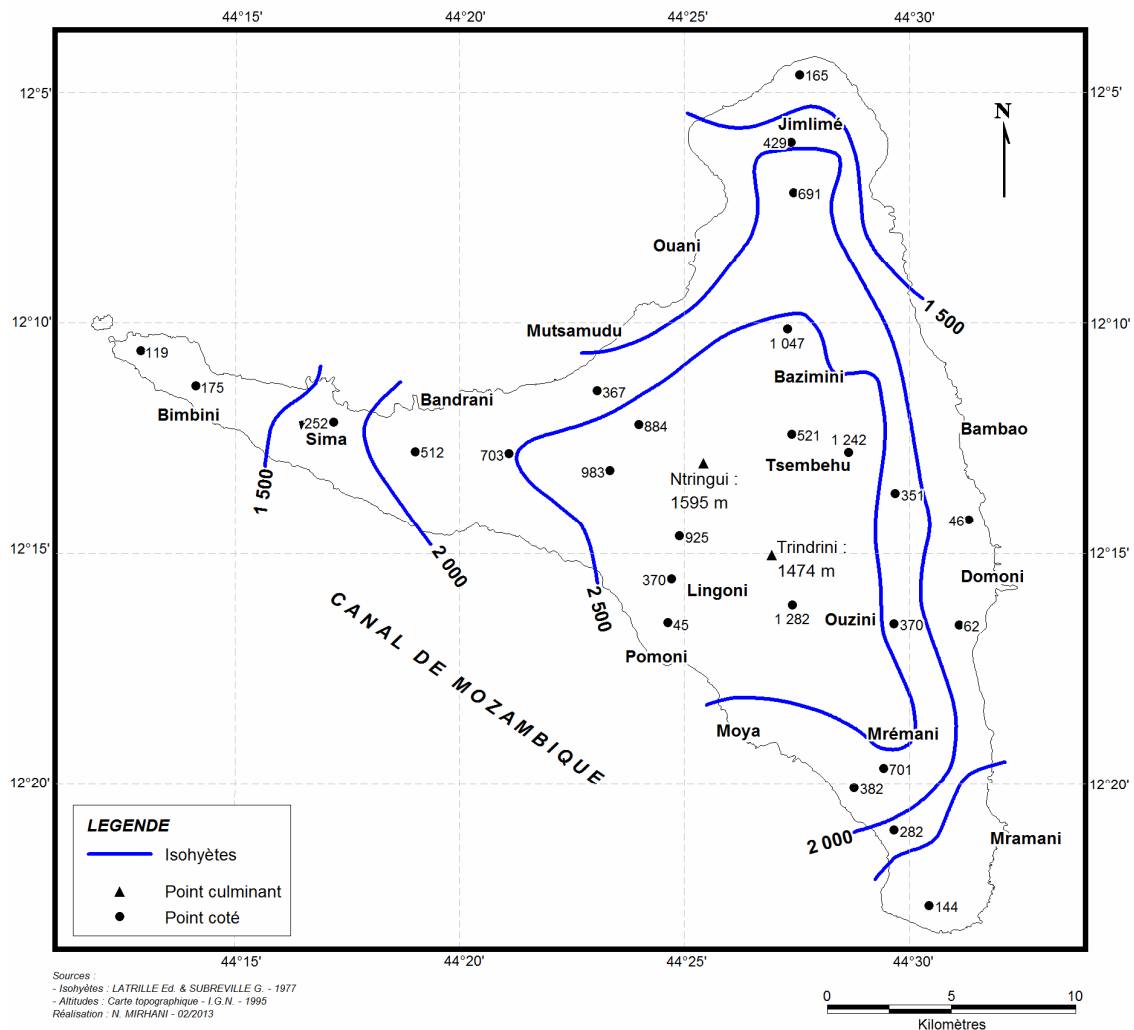 44°15'
44°20'
44°25'
44°30'
12°5'
12°5'
165
N
Jimlimé
429
691
Ouani
1 500
12°10'
12°10'
Mutsamudu
1 047
119
175
Bazimini
367
Bandrani
Bimbini
252
Sima
884
Bambao
512
703
521
1 242
Tsembehu
983
Ntringui :
1595 m
1 500
351
46
925
12°15'
12°15'
Trindrini :
1474 m
2 000
370
Lingoni
Domoni
2 500
1 282
Ouzini
45
370
62
CANAL DE MOZAMBIQUE
Pomoni
Moya
Mrémani
701
12°20'
12°20'
382
282
2 000
Mramani
144
LEGENDE
Isohyètes
Point culminant
Point coté
44°15'
44°20'
44°25'
44°30'
Sources :
- Isohyètes : LATRILLE Ed. & SUBREVILLE G. - 1977
- Altitudes : Carte topographique - I.G.N. - 1995
Réalisation : N. MIRHANI - 02/2013
0
5
10
Kilomètres